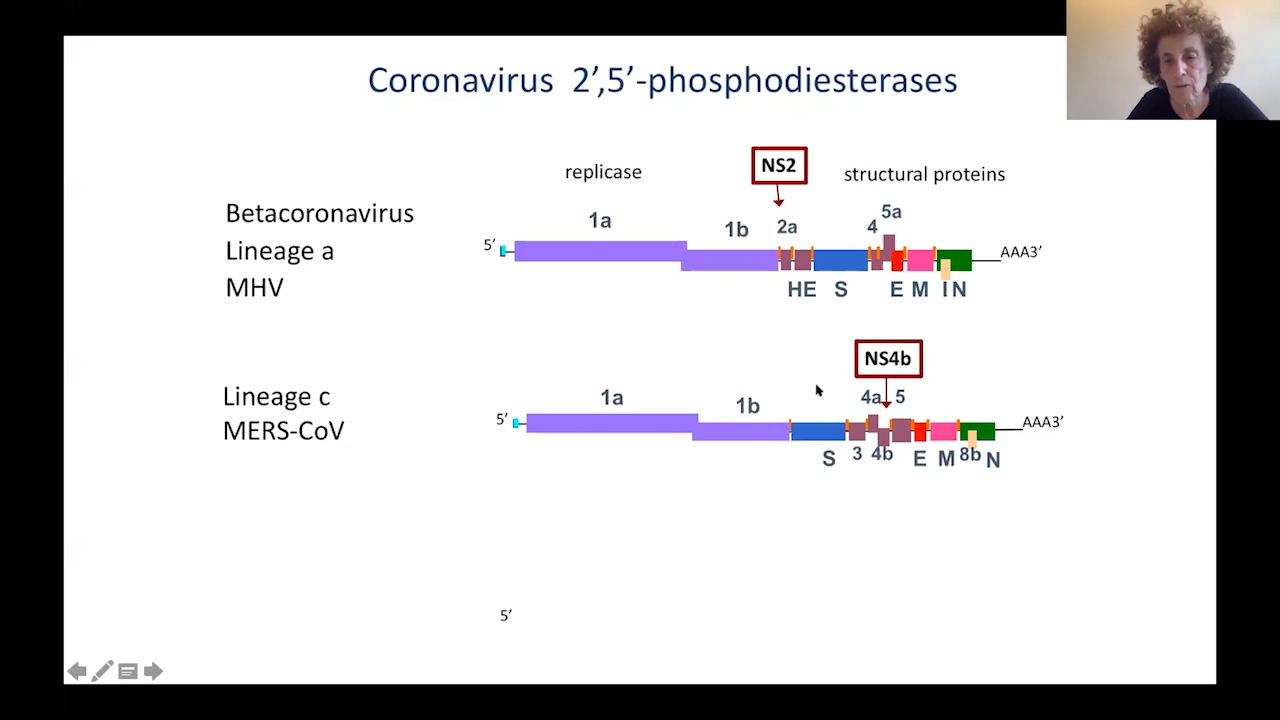 Coronavirus 2’,5’-phosphodiesterases
NS2
replicase
structural proteins
Betacoronavirus
Lineage a
MHV
1a
1b
2a
4
5a
5’
AAA3’
HE S E M I N
NS4b
Lineage c
MERS-CoV
1a
1b
4a 5
5’
AAA3’
S 3 4b E M 8b N
5’